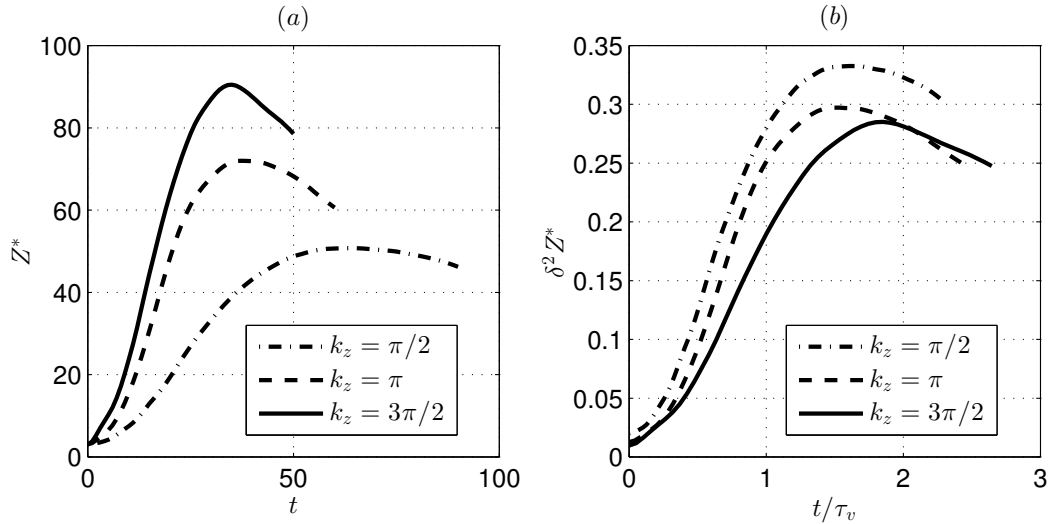 (a)
100
80
60
40
20
0
Z*
0 50 100
t
k_z = π/2
k_z = π
k_z = 3π/2
(b)
0.35
0.3
0.25
0.2
0.15
0.1
0.05
0
δ² Z*
0 1 2 3
t/τ_v
k_z = π/2
k_z = π
k_z = 3π/2